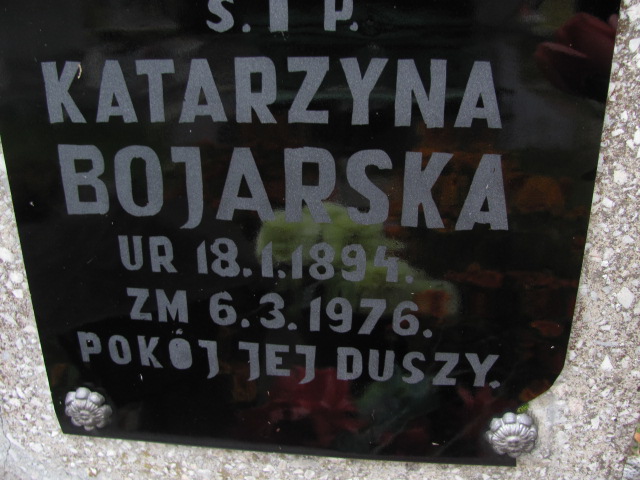 Ś. † P.
KATARZYNA
BOJARSKA
UR 18.1.1894.
ZM 6.3.1976.
POKÓJ JEJ DUSZY.